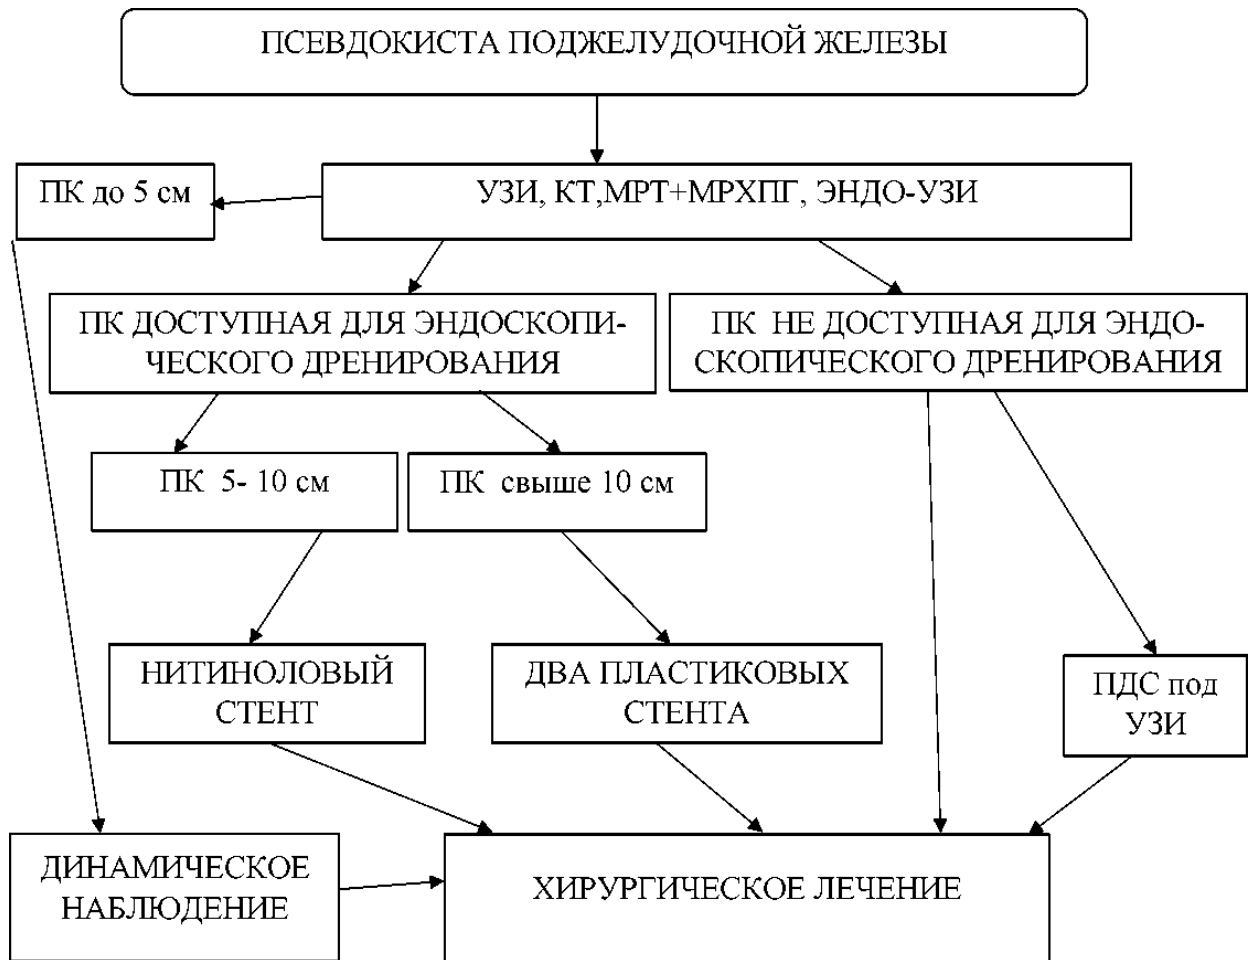 ПСЕВДОКИСТА ПОДЖЕЛУДОЧНОЙ ЖЕЛЕЗЫ
ПК до 5 см
УЗИ, КТ,МРТ+МРХПГ, ЭНДО-УЗИ
ПК ДОСТУПНАЯ ДЛЯ ЭНДОСКОПИ-
ЧЕСКОГО ДРЕНИРОВАНИЯ
ПК НЕ ДОСТУПНАЯ ДЛЯ ЭНДО-
СКОПИЧЕСКОГО ДРЕНИРОВАНИЯ
ПК 5- 10 см
ПК свыше 10 см
НИТИНОЛОВЫЙ
СТЕНТ
ДВА ПЛАСТИКОВЫХ
СТЕНТА
ПДС под
УЗИ
ДИНАМИЧЕСКОЕ
НАБЛЮДЕНИЕ
ХИРУРГИЧЕСКОЕ ЛЕЧЕНИЕ